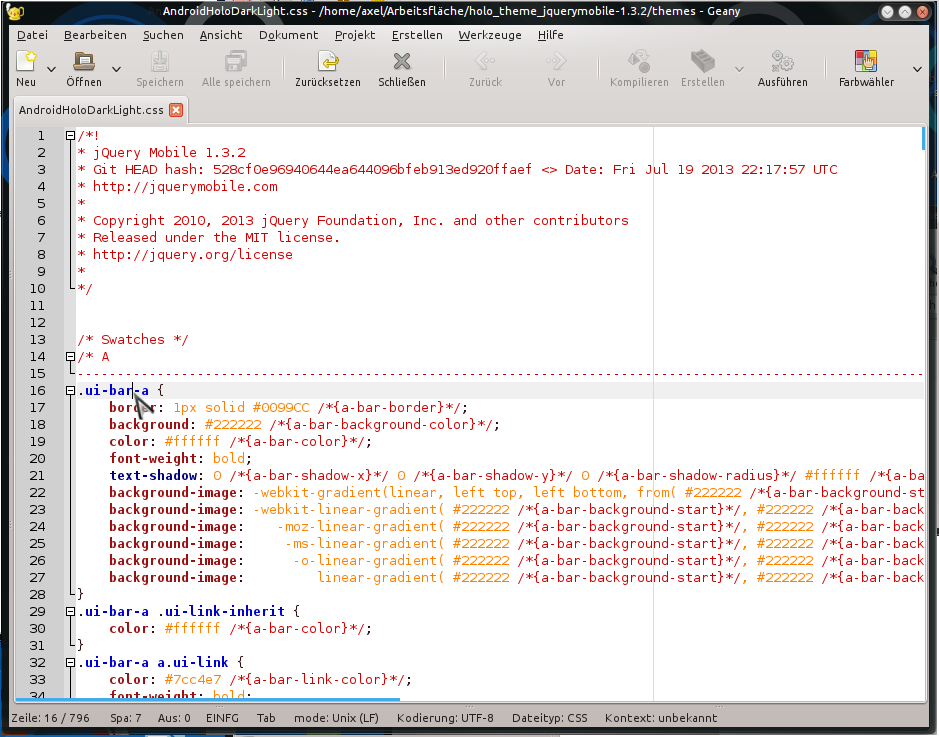 AndroidHoloDarkLight.css - /home/axel/Arbeitsfläche/holo_theme_jquerymobile-1.3.2/themes - Geany
Datei Bearbeiten Suchen Ansicht Dokument Projekt Erstellen Werkzeuge Hilfe
Neu Öffnen Speichern Alle speichern Zurücksetzen Schließen Zurück Vor Kompilieren Erstellen Ausführen Farbwähler
AndroidHoloDarkLight.css
1 /*!
2 * jQuery Mobile 1.3.2
3 * Git HEAD hash: 528cf0e96940644ea644096bfeb913ed920ffaef <> Date: Fri Jul 19 2013 22:17:57 UTC
4 * http://jquerymobile.com
5 *
6 * Copyright 2010, 2013 jQuery Foundation, Inc. and other contributors
7 * Released under the MIT license.
8 * http://jquery.org/license
9 *
10 */
11
12
13 /* Swatches */
14 /* A
15 -----------------------------------------------------------------------------------------------------------
16 .ui-bar-a {
17 border: 1px solid #0099CC /*{a-bar-border}*/;
18 background: #222222 /*{a-bar-background-color}*/;
19 color: #ffffff /*{a-bar-color}*/;
20 font-weight: bold;
21 text-shadow: 0 /*{a-bar-shadow-x}*/ 0 /*{a-bar-shadow-y}*/ 0 /*{a-bar-shadow-radius}*/ #ffffff /*{a-ba
22 background-image: -webkit-gradient(linear, left top, left bottom, from( #222222 /*{a-bar-background-st
23 background-image: -webkit-linear-gradient( #222222 /*{a-bar-background-start}*/, #222222 /*{a-bar-back
24 background-image: -moz-linear-gradient( #222222 /*{a-bar-background-start}*/, #222222 /*{a-bar-back
25 background-image: -ms-linear-gradient( #222222 /*{a-bar-background-start}*/, #222222 /*{a-bar-back
26 background-image: -o-linear-gradient( #222222 /*{a-bar-background-start}*/, #222222 /*{a-bar-back
27 background-image: linear-gradient( #222222 /*{a-bar-background-start}*/, #222222 /*{a-bar-back
28 }
29 .ui-bar-a .ui-link-inherit {
30 color: #ffffff /*{a-bar-color}*/;
31 }
32 .ui-bar-a a.ui-link {
33 color: #7cc4e7 /*{a-bar-link-color}*/;
34 font-weight: bold;
Zeile: 16 / 796 Spa: 7 Aus: 0 EINFG Tab mode: Unix (LF) Kodierung: UTF-8 Dateityp: CSS Kontext: unbekannt